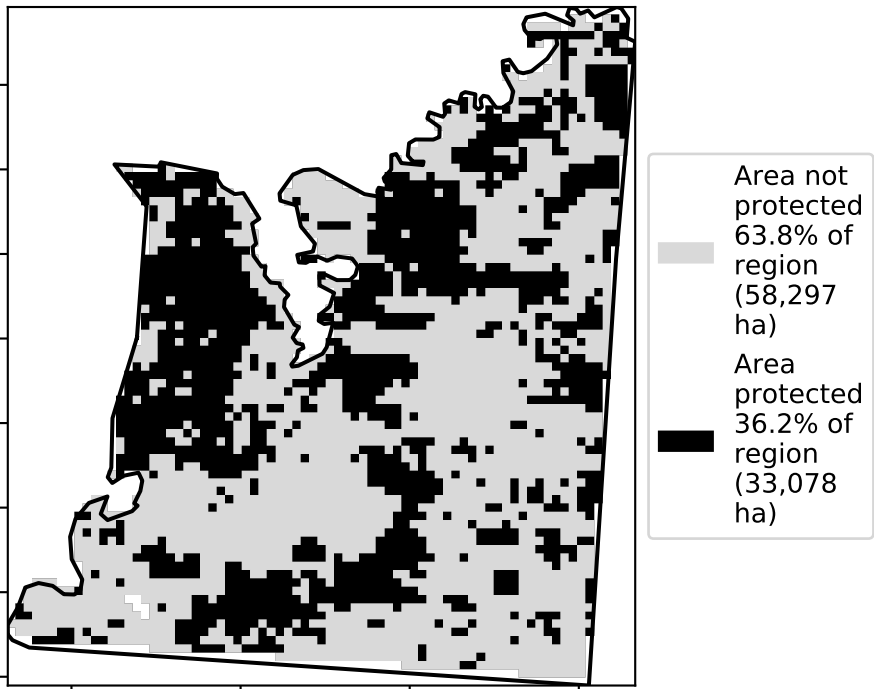 Area not
protected
63.8% of
region
(58,297
ha)
Area
protected
36.2% of
region
(33,078
ha)